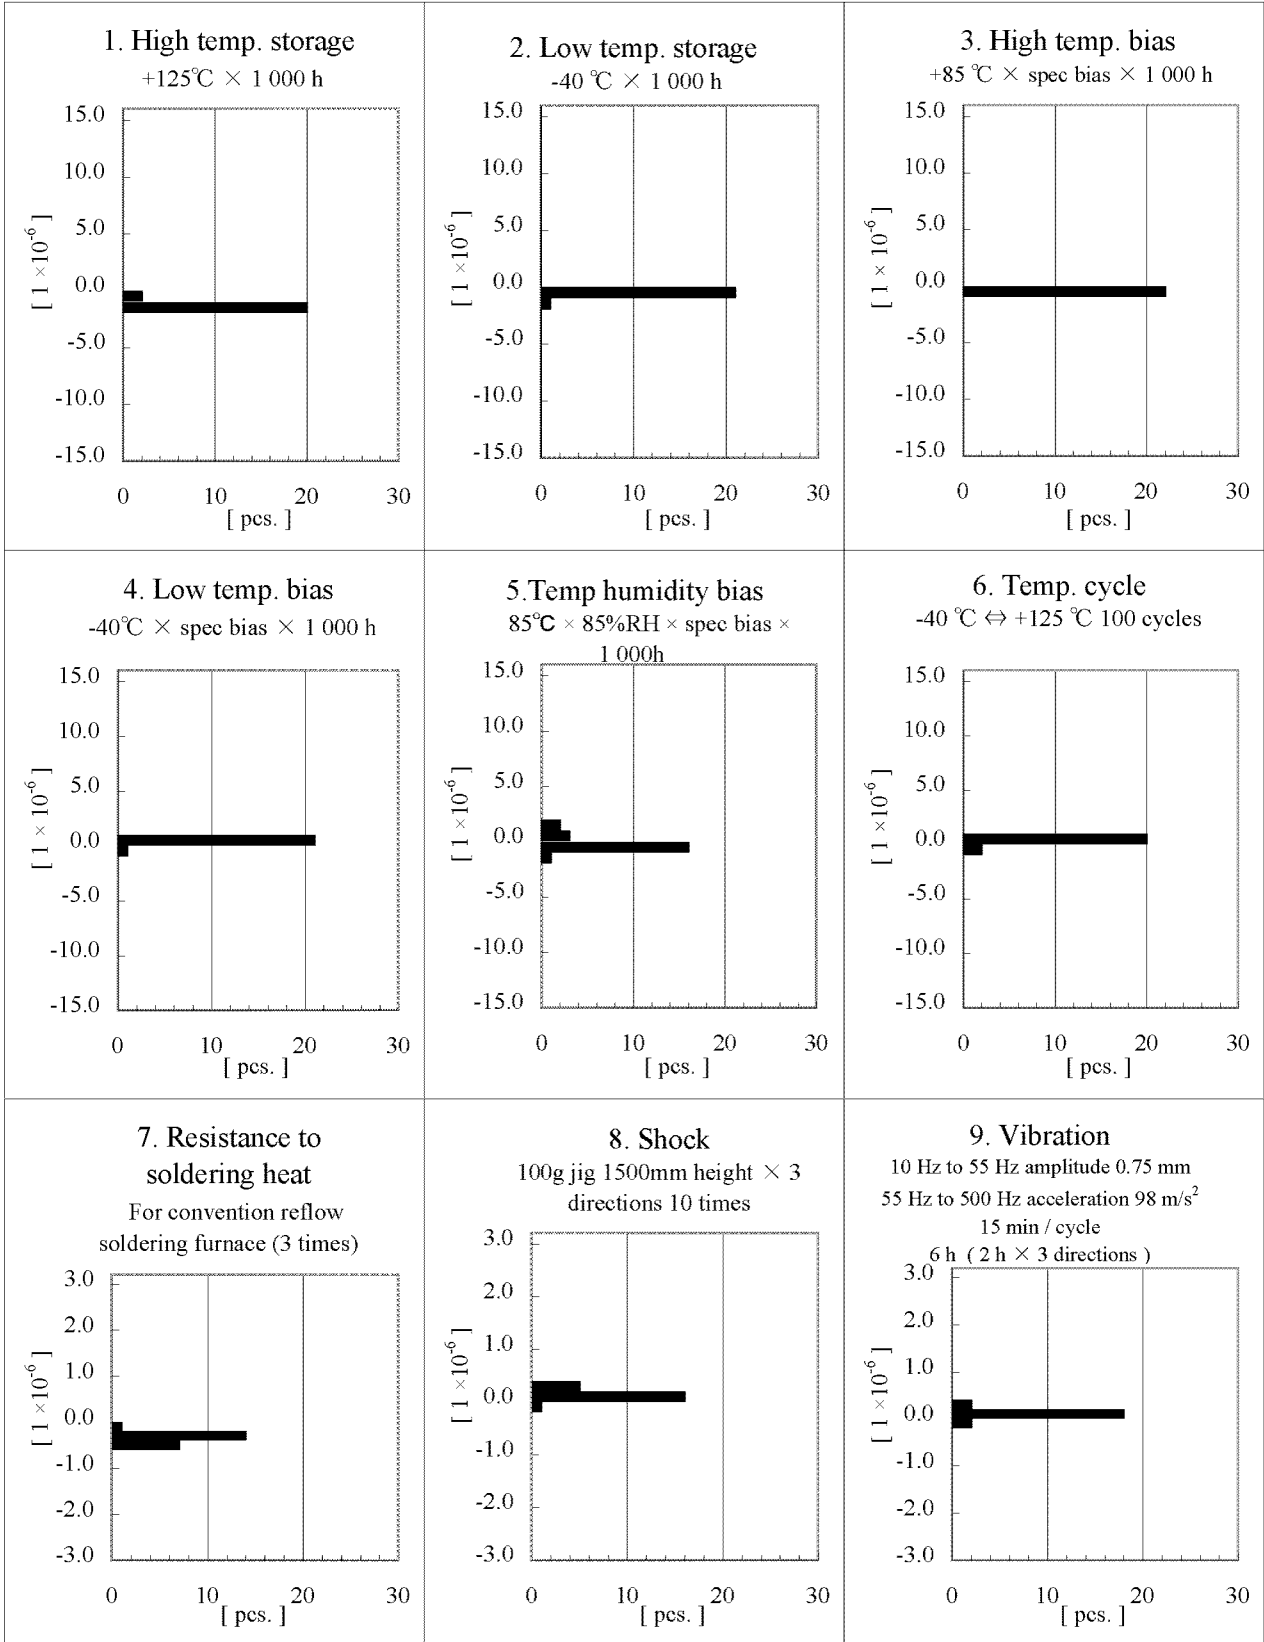 1. High temp. storage
+125℃ × 1 000 h
15.0
10.0
5.0
0.0
-5.0
-10.0
-15.0
[ 1 ×10⁻⁶ ]
0 10 20 30
[ pcs. ]
2. Low temp. storage
-40 ℃ × 1 000 h
15.0
10.0
5.0
0.0
-5.0
-10.0
-15.0
[ 1 ×10⁻⁶ ]
0 10 20 30
[ pcs. ]
3. High temp. bias
+85 ℃ × spec bias × 1 000 h
15.0
10.0
5.0
0.0
-5.0
-10.0
-15.0
[ 1 × 10⁻⁶ ]
0 10 20 30
[ pcs. ]
4. Low temp. bias
-40℃ × spec bias × 1 000 h
15.0
10.0
5.0
0.0
-5.0
-10.0
-15.0
[ 1 × 10⁻⁶ ]
0 10 20 30
[ pcs. ]
5.Temp humidity bias
85℃ × 85%RH × spec bias ×
1 000h
15.0
10.0
5.0
0.0
-5.0
-10.0
-15.0
[ 1 × 10⁻⁶ ]
0 10 20 30
[ pcs. ]
6. Temp. cycle
-40 ℃ ⇔ +125 ℃ 100 cycles
15.0
10.0
5.0
0.0
-5.0
-10.0
-15.0
[ 1 ×10⁻⁶ ]
0 10 20 30
[ pcs. ]
7. Resistance to
soldering heat
For convention reflow
soldering furnace (3 times)
3.0
2.0
1.0
0.0
-1.0
-2.0
-3.0
[ 1 ×10⁻⁶ ]
0 10 20 30
[ pcs. ]
8. Shock
100g jig 1500mm height × 3
directions 10 times
3.0
2.0
1.0
0.0
-1.0
-2.0
-3.0
[ 1 ×10⁻⁶ ]
0 10 20 30
[ pcs. ]
9. Vibration
10 Hz to 55 Hz amplitude 0.75 mm
55 Hz to 500 Hz acceleration 98 m/s²
15 min / cycle
6 h ( 2 h × 3 directions )
3.0
2.0
1.0
0.0
-1.0
-2.0
-3.0
[ 1 × 10⁻⁶ ]
0 10 20 30
[ pcs. ]